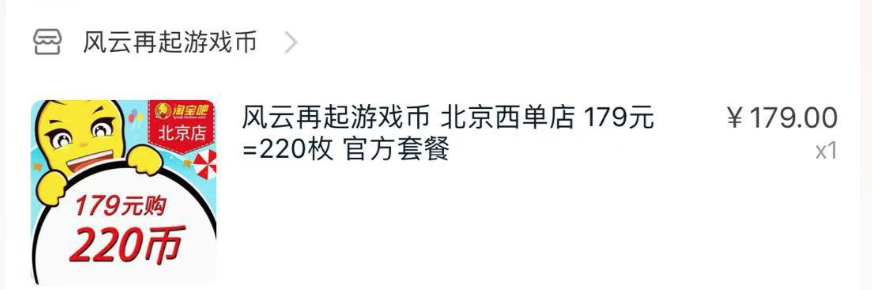 风云再起游戏币
淘宝吧
北京店
179元购
220币
风云再起游戏币 北京西单店 179元
=220枚 官方套餐
￥179.00
x1